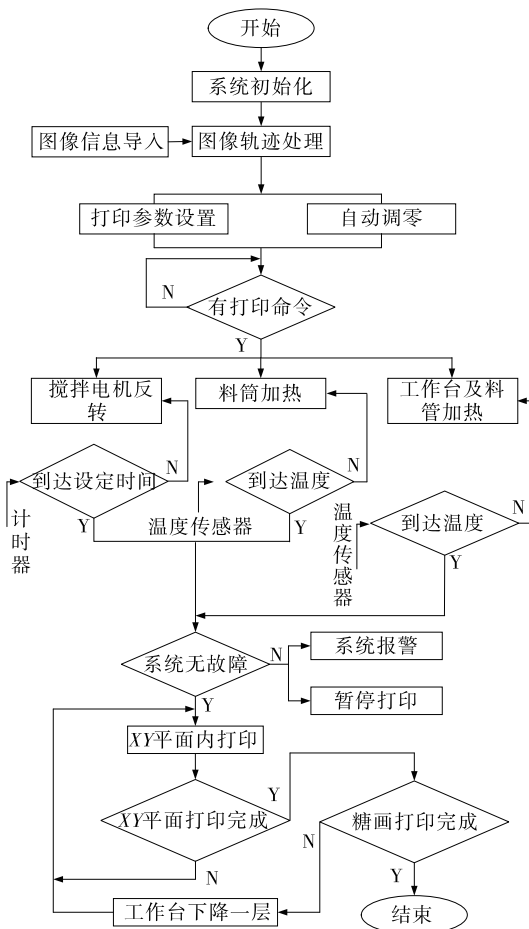 开始
系统初始化
图像信息导入
图像轨迹处理
打印参数设置
自动调零
N
有打印命令
Y
搅拌电机反
转
料筒加热
工作台及料
管加热
到达设定时间
N
Y
计
时
器
到达温度
N
Y
温度传感器
到达温度
N
Y
温
度
传
感
器
系统无故障
N
Y
系统报警
暂停打印
XY平面内打印
XY平面打印完成
Y
N
糖画打印完成
N
Y
工作台下降一层
结束